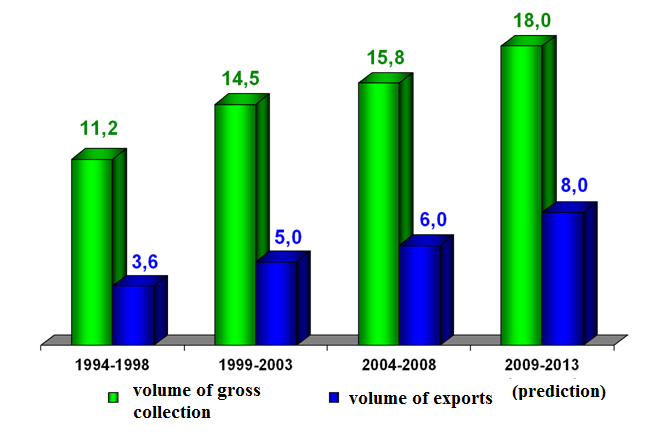 18,0
15,8
14,5
11,2
8,0
6,0
5,0
3,6
1994-1998 1999-2003 2004-2008 2009-2013
(prediction)
volume of gross
collection
volume of exports